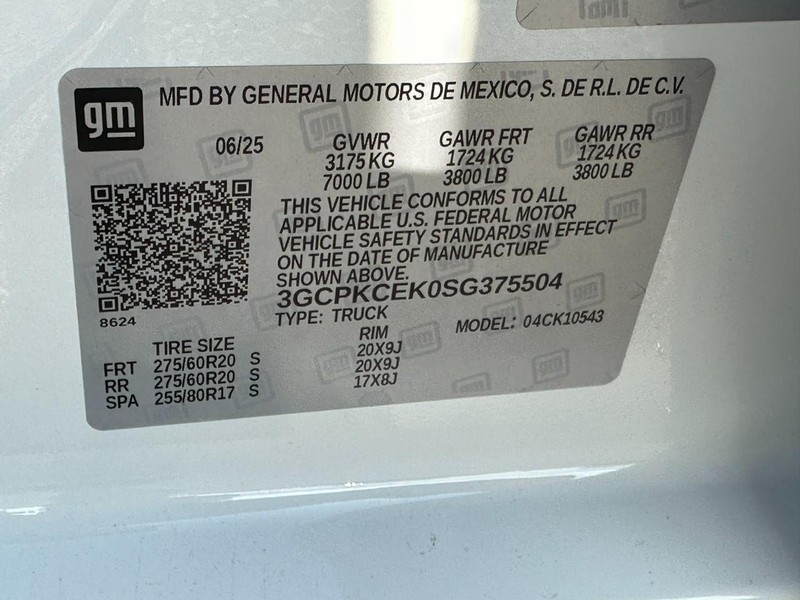 gm
MFD BY GENERAL MOTORS DE MEXICO, S. DE R.L. DE C.V.
06/25 GVWR GAWR FRT GAWR RR
3175 KG 1724 KG 1724 KG
7000 LB 3800 LB 3800 LB
THIS VEHICLE CONFORMS TO ALL
APPLICABLE U.S. FEDERAL MOTOR
VEHICLE SAFETY STANDARDS IN EFFECT
ON THE DATE OF MANUFACTURE
SHOWN ABOVE.
3GCPKCEK0SG375504
8624 TYPE: TRUCK MODEL: 04CK10543
TIRE SIZE RIM
FRT 275/60R20 S 20X9J
RR 275/60R20 S 20X9J
SPA 255/80R17 S 17X8J